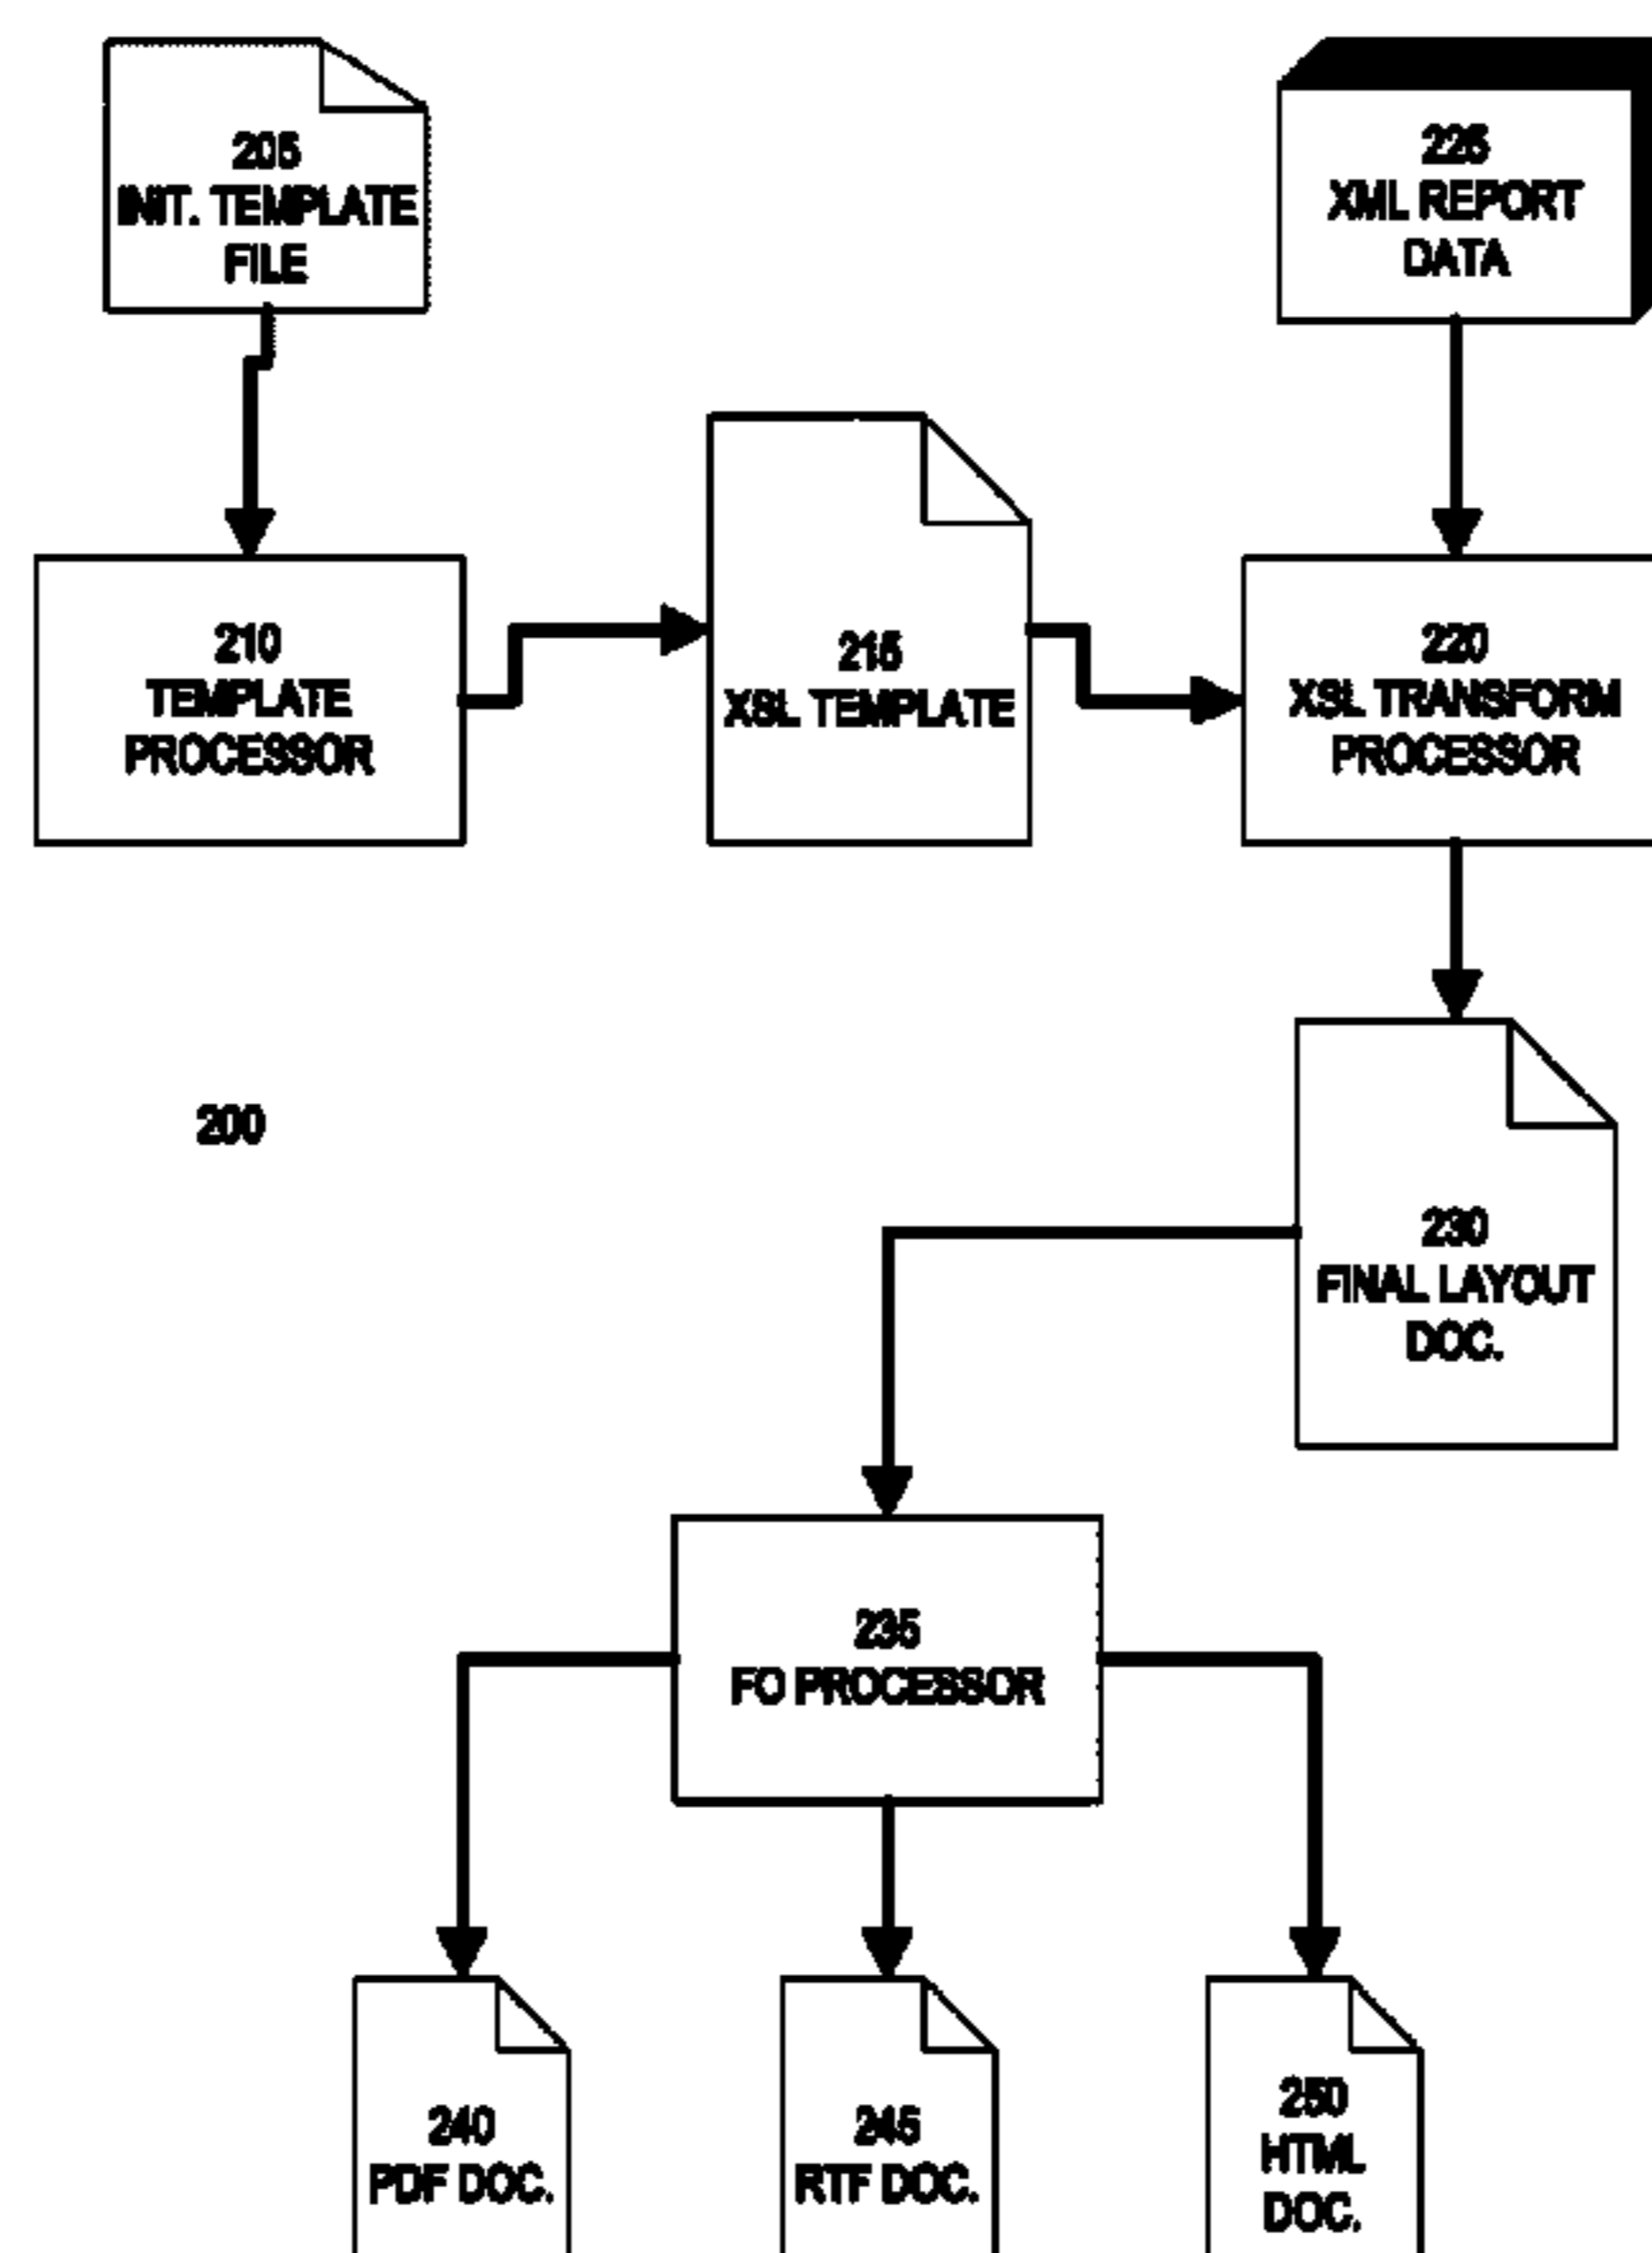 205
INIT. TEMPLATE
FILE
225
XML REPORT
DATA
210
TEMPLATE
PROCESSOR
215
XSL TEMPLATE
220
XSL TRANSFORM
PROCESSOR
200
230
FINAL LAYOUT
DOC.
235
FO PROCESSOR
240
PDF DOC.
245
RTF DOC.
250
HTML
DOC.